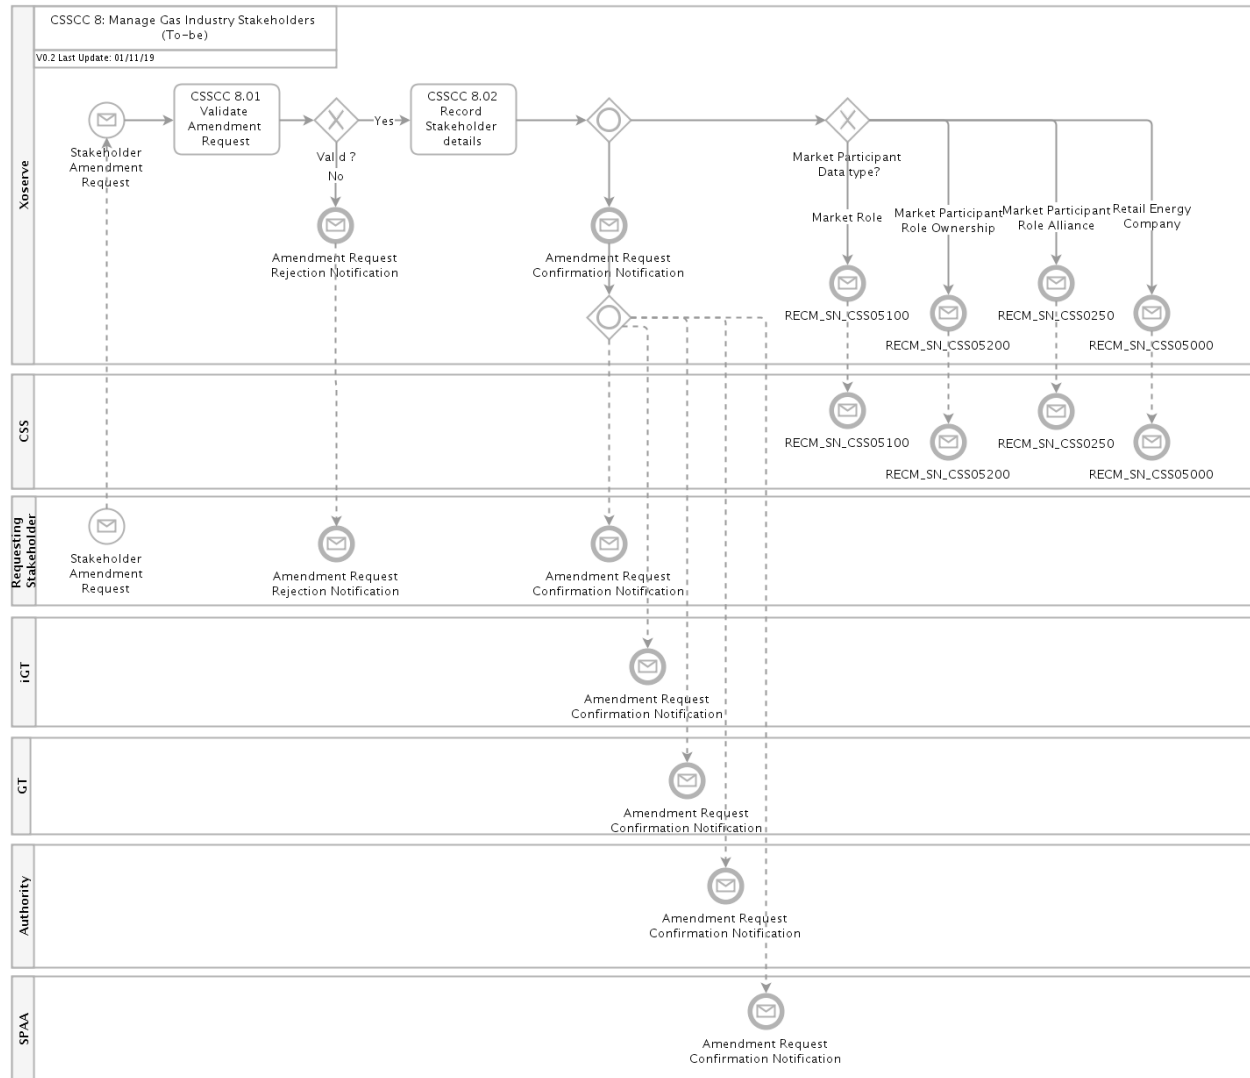 CSSCC 8: Manage Gas Industry Stakeholders
(To-be)
V0.2 Last Update: 01/11/19
Xoserve
CSSCC 8.01
Validate
Amendment
Request
Yes
CSSCC 8.02
Record
Stakeholder
details
Stakeholder
Amendment
Request
Valid ?
No
Market Participant
Data type?
Market Role
Market Participant
Role Ownership
Market Participant
Role Alliance
Retail Energy
Company
Amendment Request
Rejection Notification
Amendment Request
Confirmation Notification
RECM_SN_CSS05100
RECM_SN_CSS05200
RECM_SN_CSS0250
RECM_SN_CSS05000
CSS
RECM_SN_CSS05100
RECM_SN_CSS05200
RECM_SN_CSS0250
RECM_SN_CSS05000
Requesting
Stakeholder
Stakeholder
Amendment
Request
Amendment Request
Rejection Notification
Amendment Request
Confirmation Notification
iGT
Amendment Request
Confirmation Notification
GT
Amendment Request
Confirmation Notification
Authority
Amendment Request
Confirmation Notification
SPAA
Amendment Request
Confirmation Notification